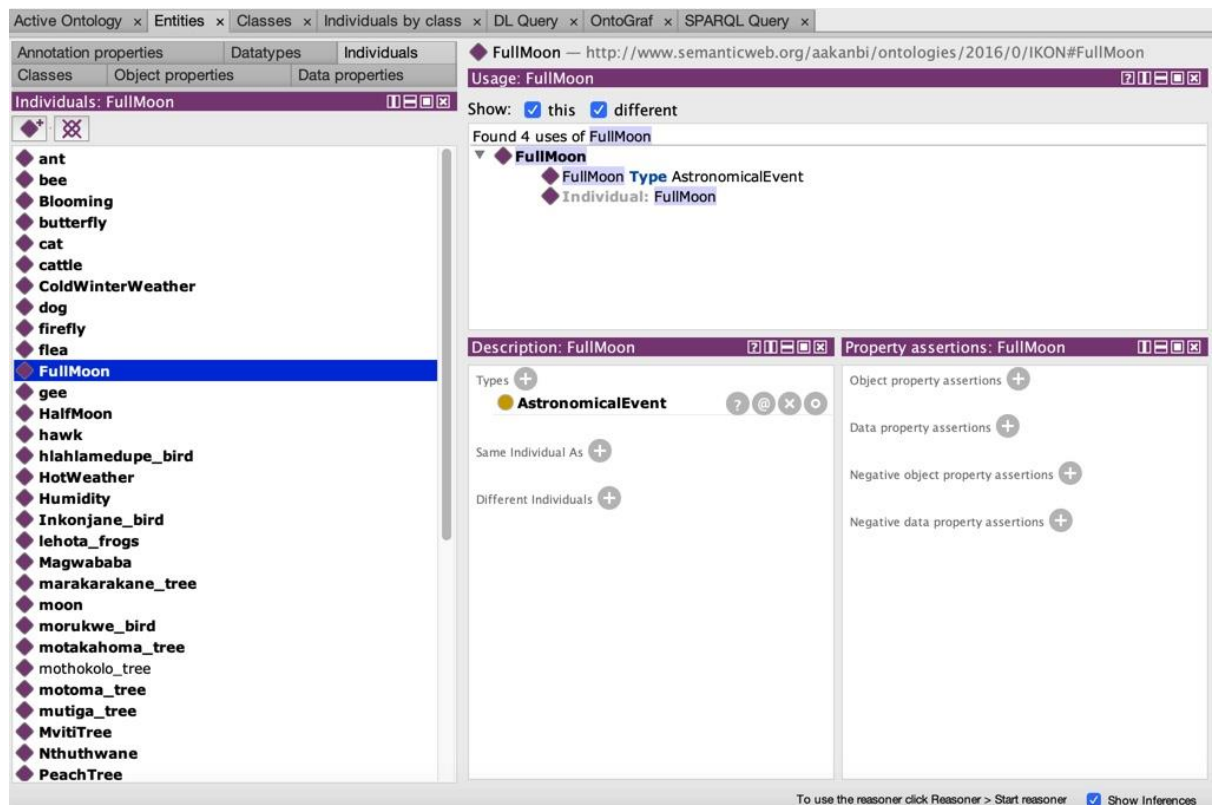 Active Ontology × Entities × Classes × Individuals by class × DL Query × OntoGraf × SPARQL Query ×
Annotation properties Datatypes Individuals
Classes Object properties Data properties
Individuals: FullMoon
ant
bee
Blooming
butterfly
cat
cattle
ColdWinterWeather
dog
firefly
flea
FullMoon
gee
HalfMoon
hawk
hlahlamedupe_bird
HotWeather
Humidity
Inkonjane_bird
lehota_frogs
Magwababa
marakarakane_tree
moon
morukwe_bird
motakahoma_tree
mothokolo_tree
motoma_tree
mutiga_tree
MvitiTree
Nthuthwane
PeachTree
FullMoon — http://www.semanticweb.org/aakanbi/ontologies/2016/0/IKON#FullMoon
Usage: FullMoon
Show: this different
Found 4 uses of FullMoon
FullMoon
FullMoon Type AstronomicalEvent
Individual: FullMoon
Description: FullMoon
Types
AstronomicalEvent
Same Individual As
Different Individuals
Property assertions: FullMoon
Object property assertions
Data property assertions
Negative object property assertions
Negative data property assertions
To use the reasoner click Reasoner > Start reasoner Show Inferences